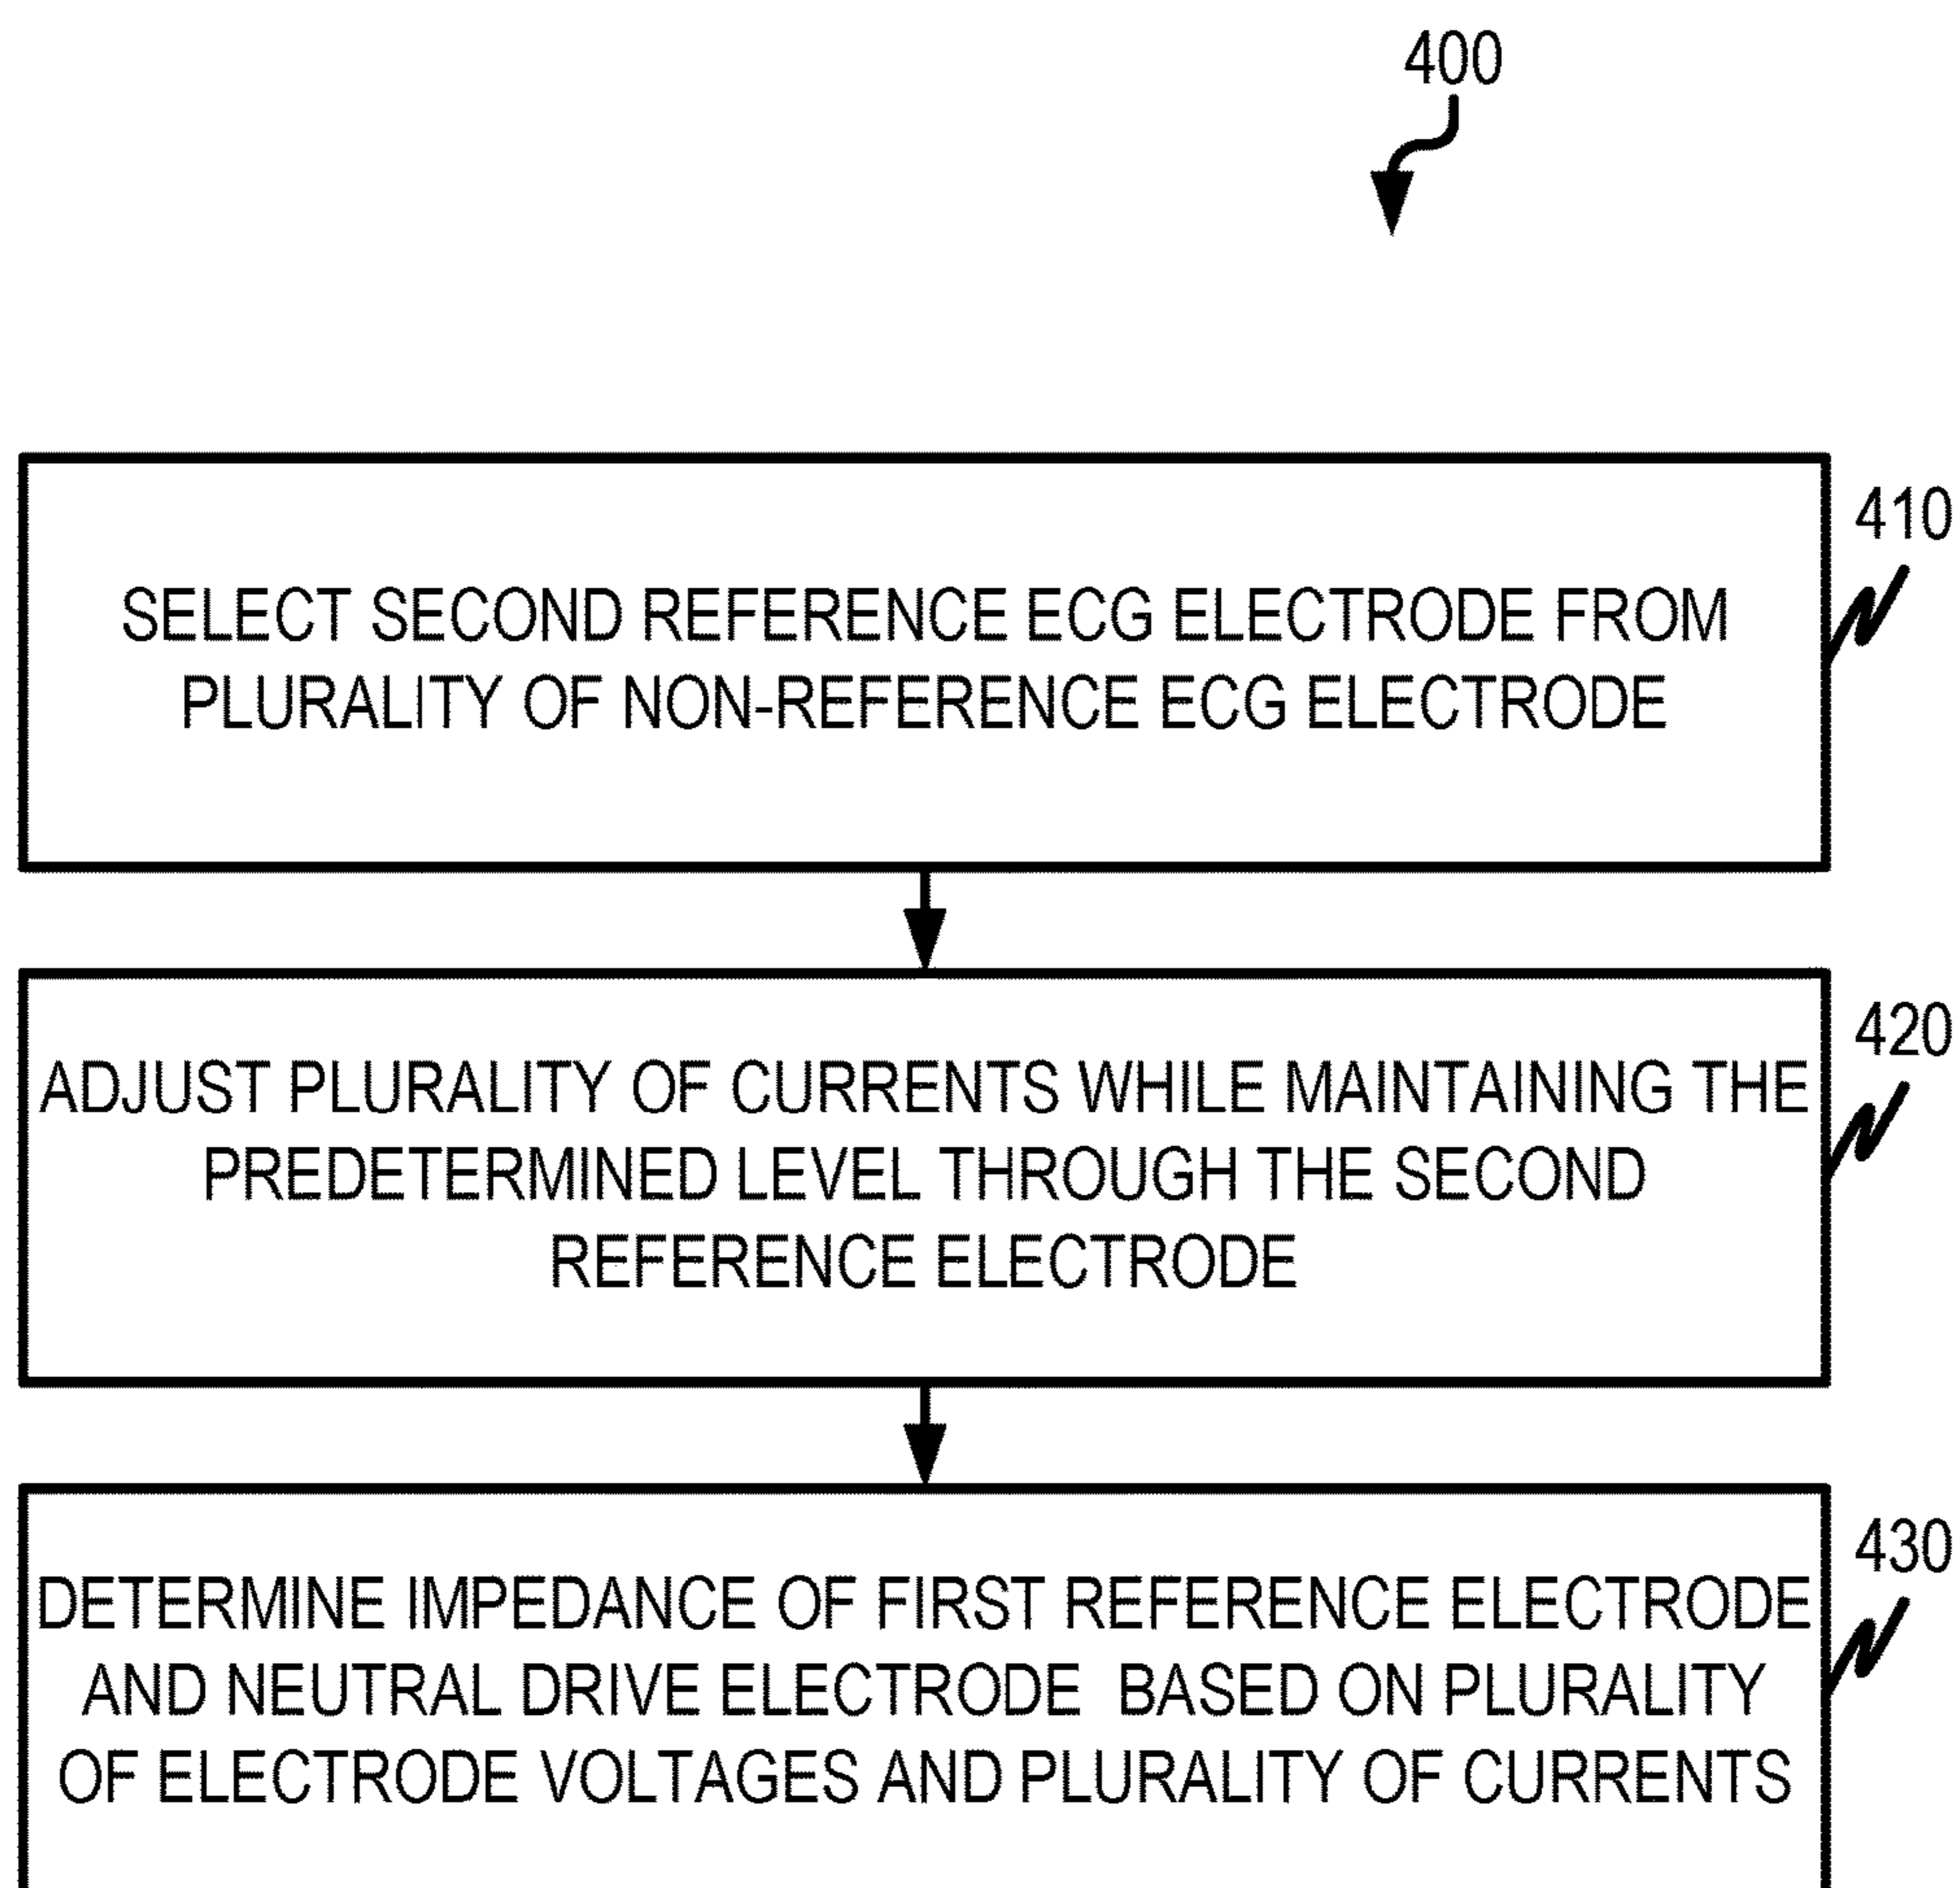 400
410
SELECT SECOND REFERENCE ECG ELECTRODE FROM
PLURALITY OF NON-REFERENCE ECG ELECTRODE
420
ADJUST PLURALITY OF CURRENTS WHILE MAINTAINING THE
PREDETERMINED LEVEL THROUGH THE SECOND
REFERENCE ELECTRODE
430
DETERMINE IMPEDANCE OF FIRST REFERENCE ELECTRODE
AND NEUTRAL DRIVE ELECTRODE BASED ON PLURALITY
OF ELECTRODE VOLTAGES AND PLURALITY OF CURRENTS